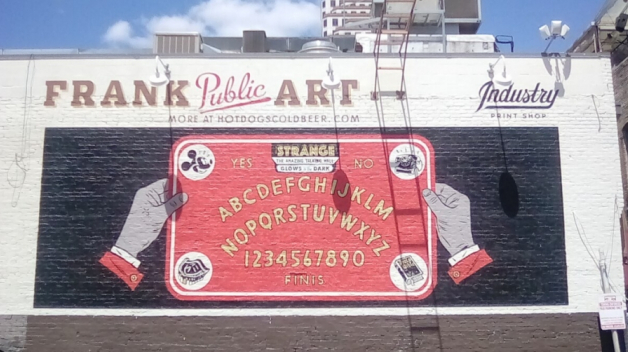 FRANK Public ART
MORE AT HOTDOGSCOLDBEER.COM
Industry
PRINT SHOP
STRANGE
THE AMAZING TALKING
GLOWS IN THE DARK
YES
NO
ABCDEFGHIJKLM
NOPQRSTUVWXYZ
1234567890
FINIS